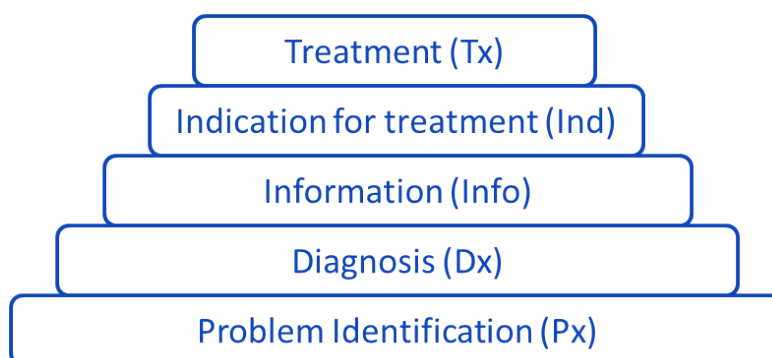 Treatment (Tx)
Indication for treatment (Ind)
Information (Info)
Diagnosis (Dx)
Problem Identification (Px)